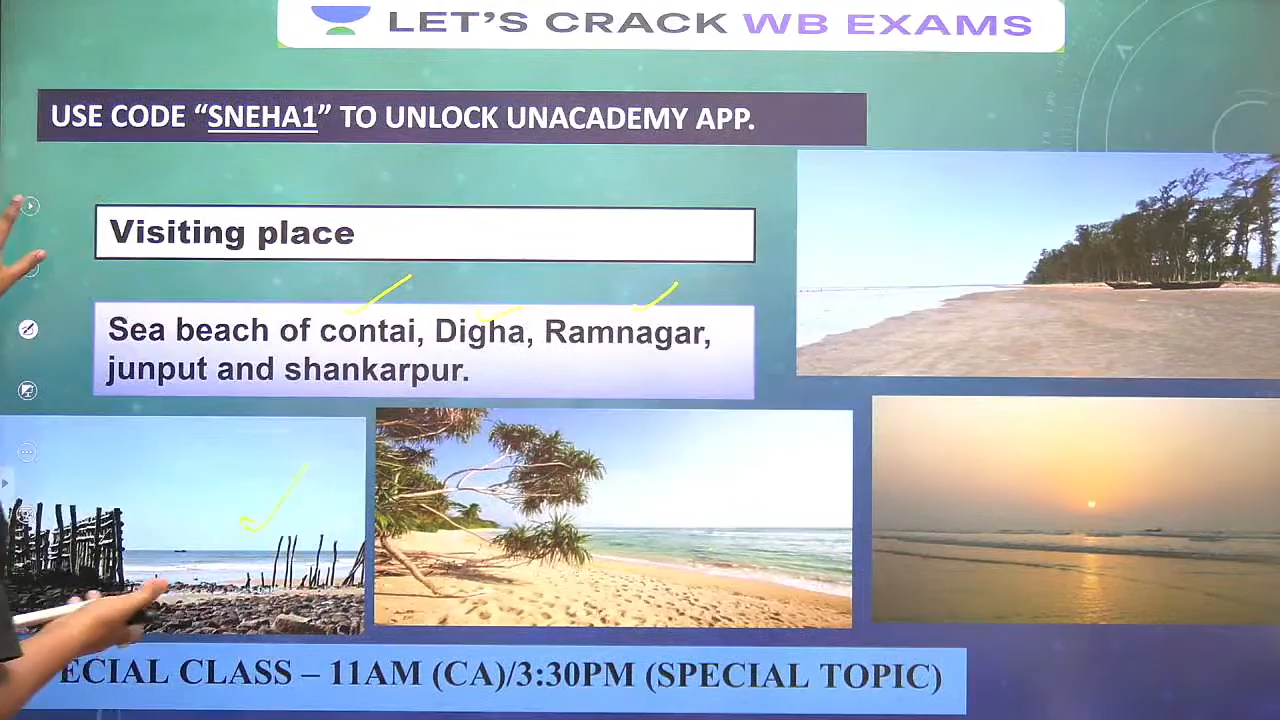 LET'S CRACK WB EXAMS
USE CODE “SNEHA1” TO UNLOCK UNACADEMY APP.
Visiting place
Sea beach of contai, Digha, Ramnagar,
junput and shankarpur.
ECIAL CLASS – 11AM (CA)/3:30PM (SPECIAL TOPIC)